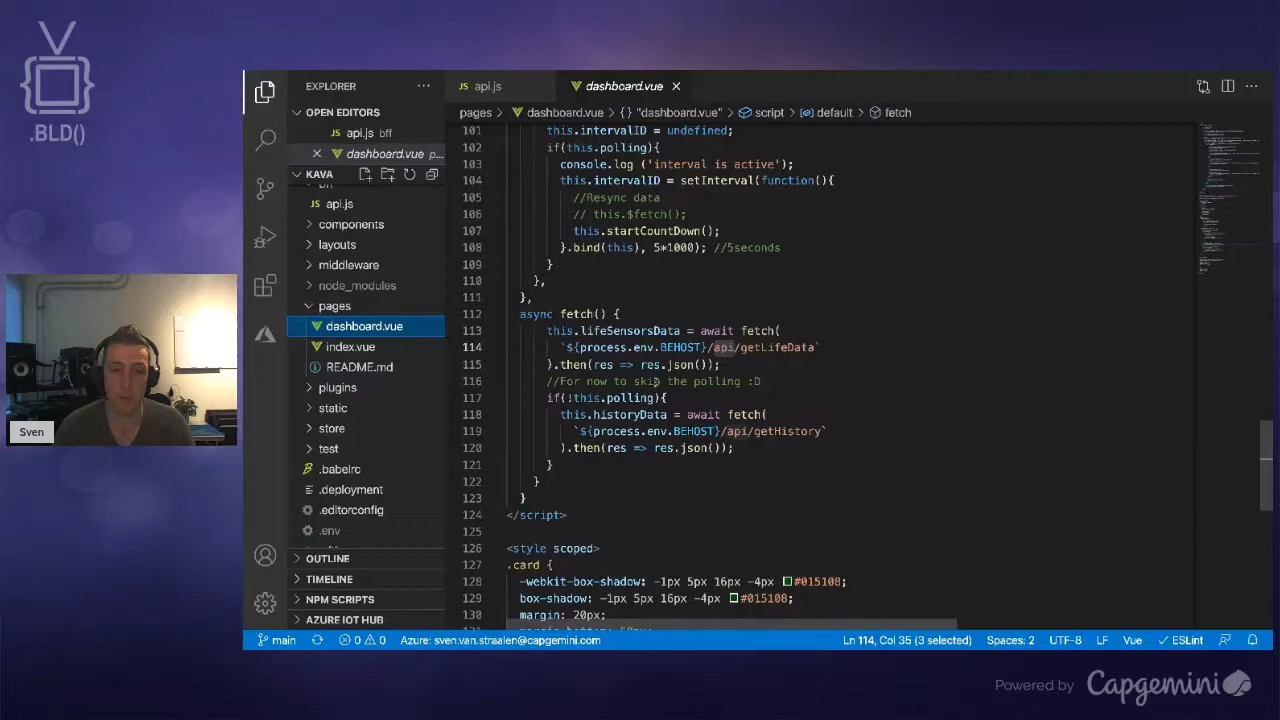 .BLD()
Sven
EXPLORER
OPEN EDITORS
api.js bff
dashboard.vue p...
KAVA
api.js
components
layouts
middleware
node_modules
pages
dashboard.vue
index.vue
README.md
plugins
static
store
test
.babelrc
.deployment
.editorconfig
.env
OUTLINE
TIMELINE
NPM SCRIPTS
AZURE IOT HUB
api.js
dashboard.vue
pages > dashboard.vue > {} "dashboard.vue" > script > default > fetch
101 this.intervalID = undefined;
102 if(this.polling){
103 console.log ('interval is active');
104 this.intervalID = setInterval(function(){
105 //Resync data
106 // this.$fetch();
107 this.startCountDown();
108 }.bind(this), 5*1000); //5seconds
109 }
110 },
111 },
112 async fetch() {
113 this.lifeSensorsData = await fetch(
114 `${process.env.BEHOST}/api/getLifeData`
115 ).then(res => res.json());
116 //For now to skip the polling :D
117 if(!this.polling){
118 this.historyData = await fetch(
119 `${process.env.BEHOST}/api/getHistory`
120 ).then(res => res.json());
121 }
122 }
123 }
124 </script>
125
126 <style scoped>
127 .card {
128 -webkit-box-shadow: -1px 5px 16px -4px #015108;
129 box-shadow: -1px 5px 16px -4px #015108;
130 margin: 20px;
main 0 0 Azure: sven.van.straalen@capgemini.com Ln 114, Col 35 (3 selected) Spaces: 2 UTF-8 LF Vue ESLint
Powered by Capgemini